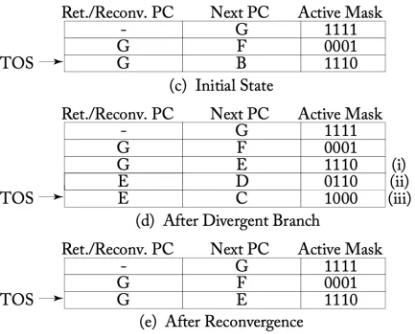 Ret./Reconv. PC Next PC Active Mask
- G 1111
G F 0001
TOS G B 1110
(c) Initial State
Ret./Reconv. PC Next PC Active Mask
- G 1111
G F 0001
G E 1110 (i)
E D 0110 (ii)
TOS E C 1000 (iii)
(d) After Divergent Branch
Ret./Reconv. PC Next PC Active Mask
- G 1111
G F 0001
TOS G E 1110
(e) After Reconvergence